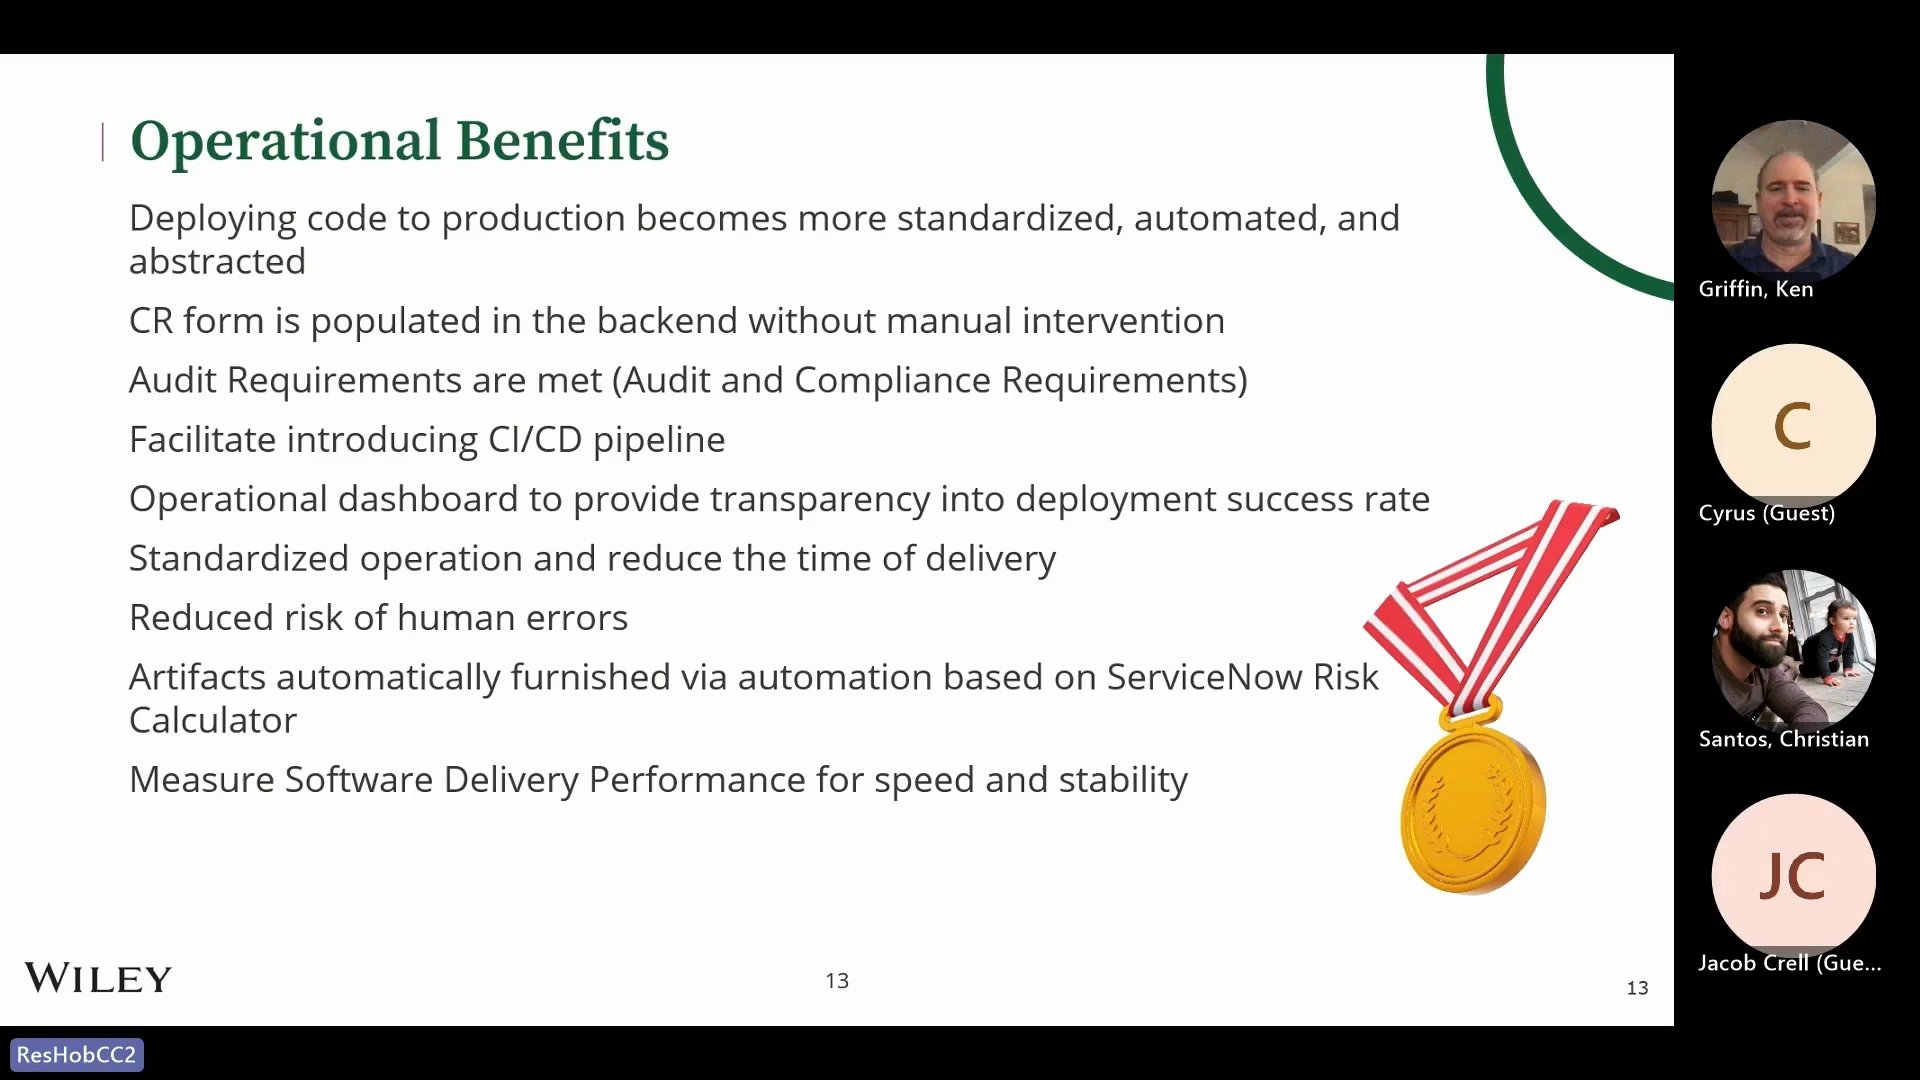 Operational Benefits
Deploying code to production becomes more standardized, automated, and
abstracted
CR form is populated in the backend without manual intervention
Audit Requirements are met (Audit and Compliance Requirements)
Facilitate introducing CI/CD pipeline
Operational dashboard to provide transparency into deployment success rate
Standardized operation and reduce the time of delivery
Reduced risk of human errors
Artifacts automatically furnished via automation based on ServiceNow Risk
Calculator
Measure Software Delivery Performance for speed and stability
WILEY
13
13
Griffin, Ken
C
Cyrus (Guest)
Santos, Christian
JC
Jacob Crell (Gue...
ResHobCC2